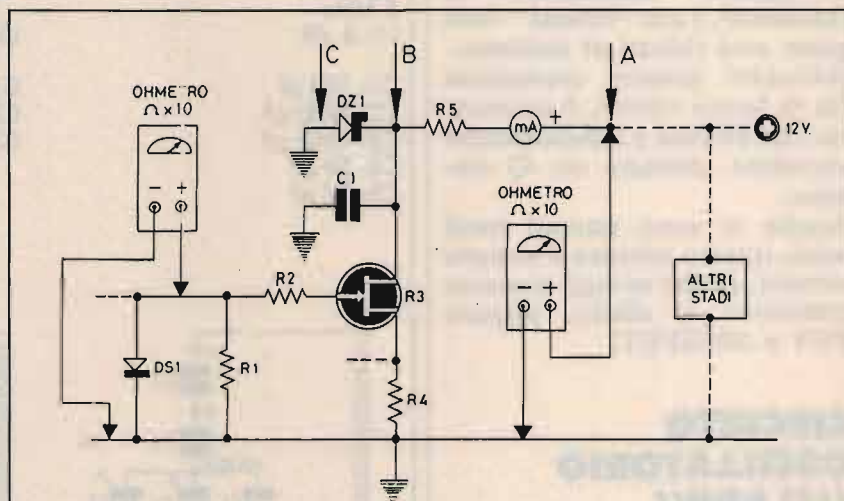 C
B
A
OHMETRO
Ω x10
DZ1
R5
mA
+
12 V.
C1
- +
OHMETRO
Ω x10
R2
R3
- +
ALTRI
STADI
DS1
R1
R4